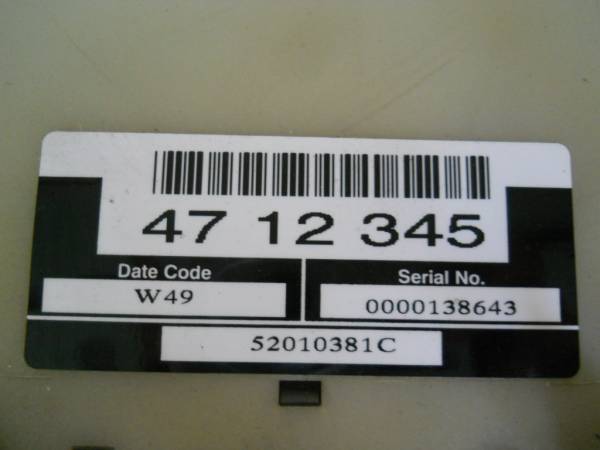 47 12 345
Date Code
W49
Serial No.
0000138643
52010381C